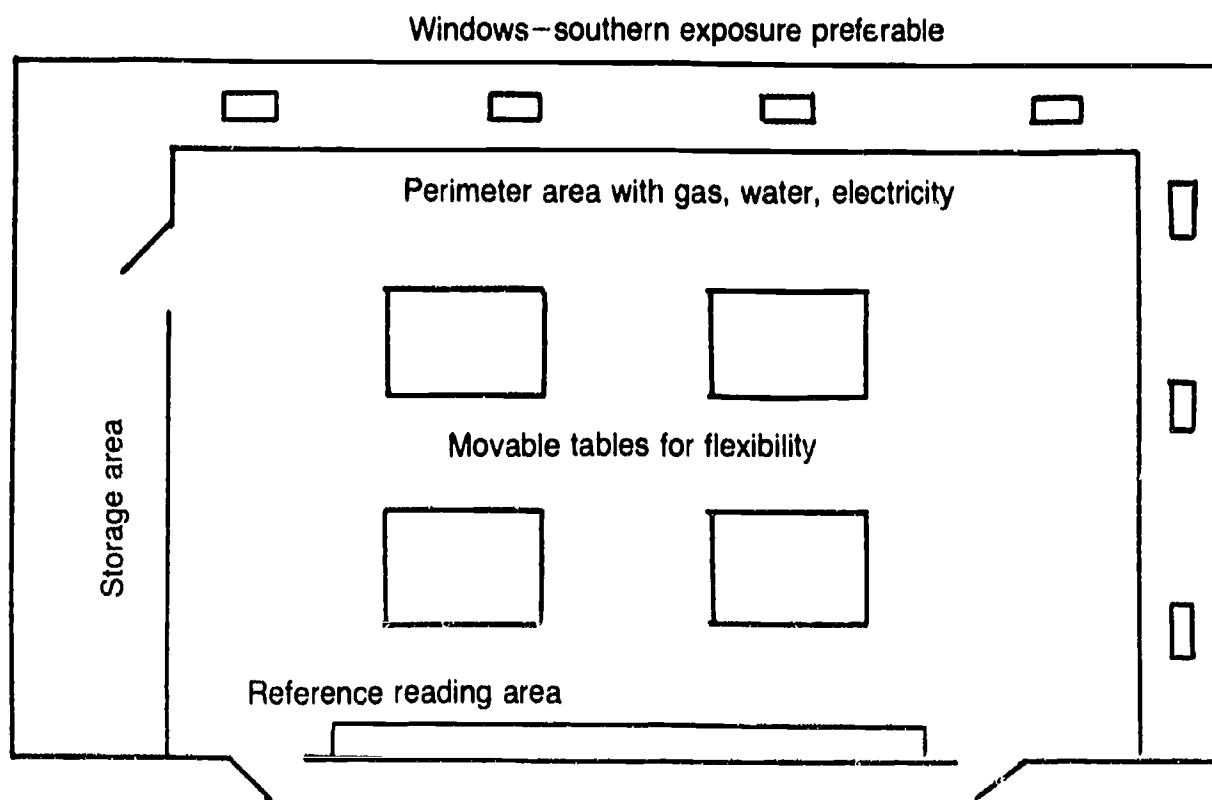 Windows–southern exposure preferable
Perimeter area with gas, water, electricity
Movable tables for flexibility
Storage area
Reference reading area